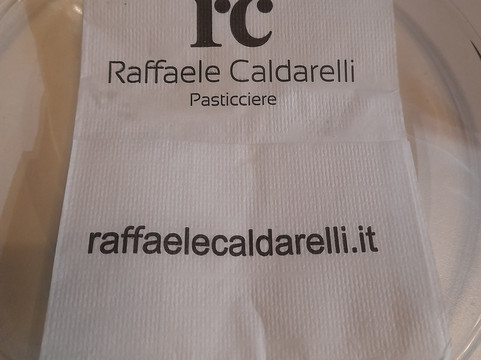 rc
Raffaele Caldarelli
Pasticciere
raffaelecaldarelli.it